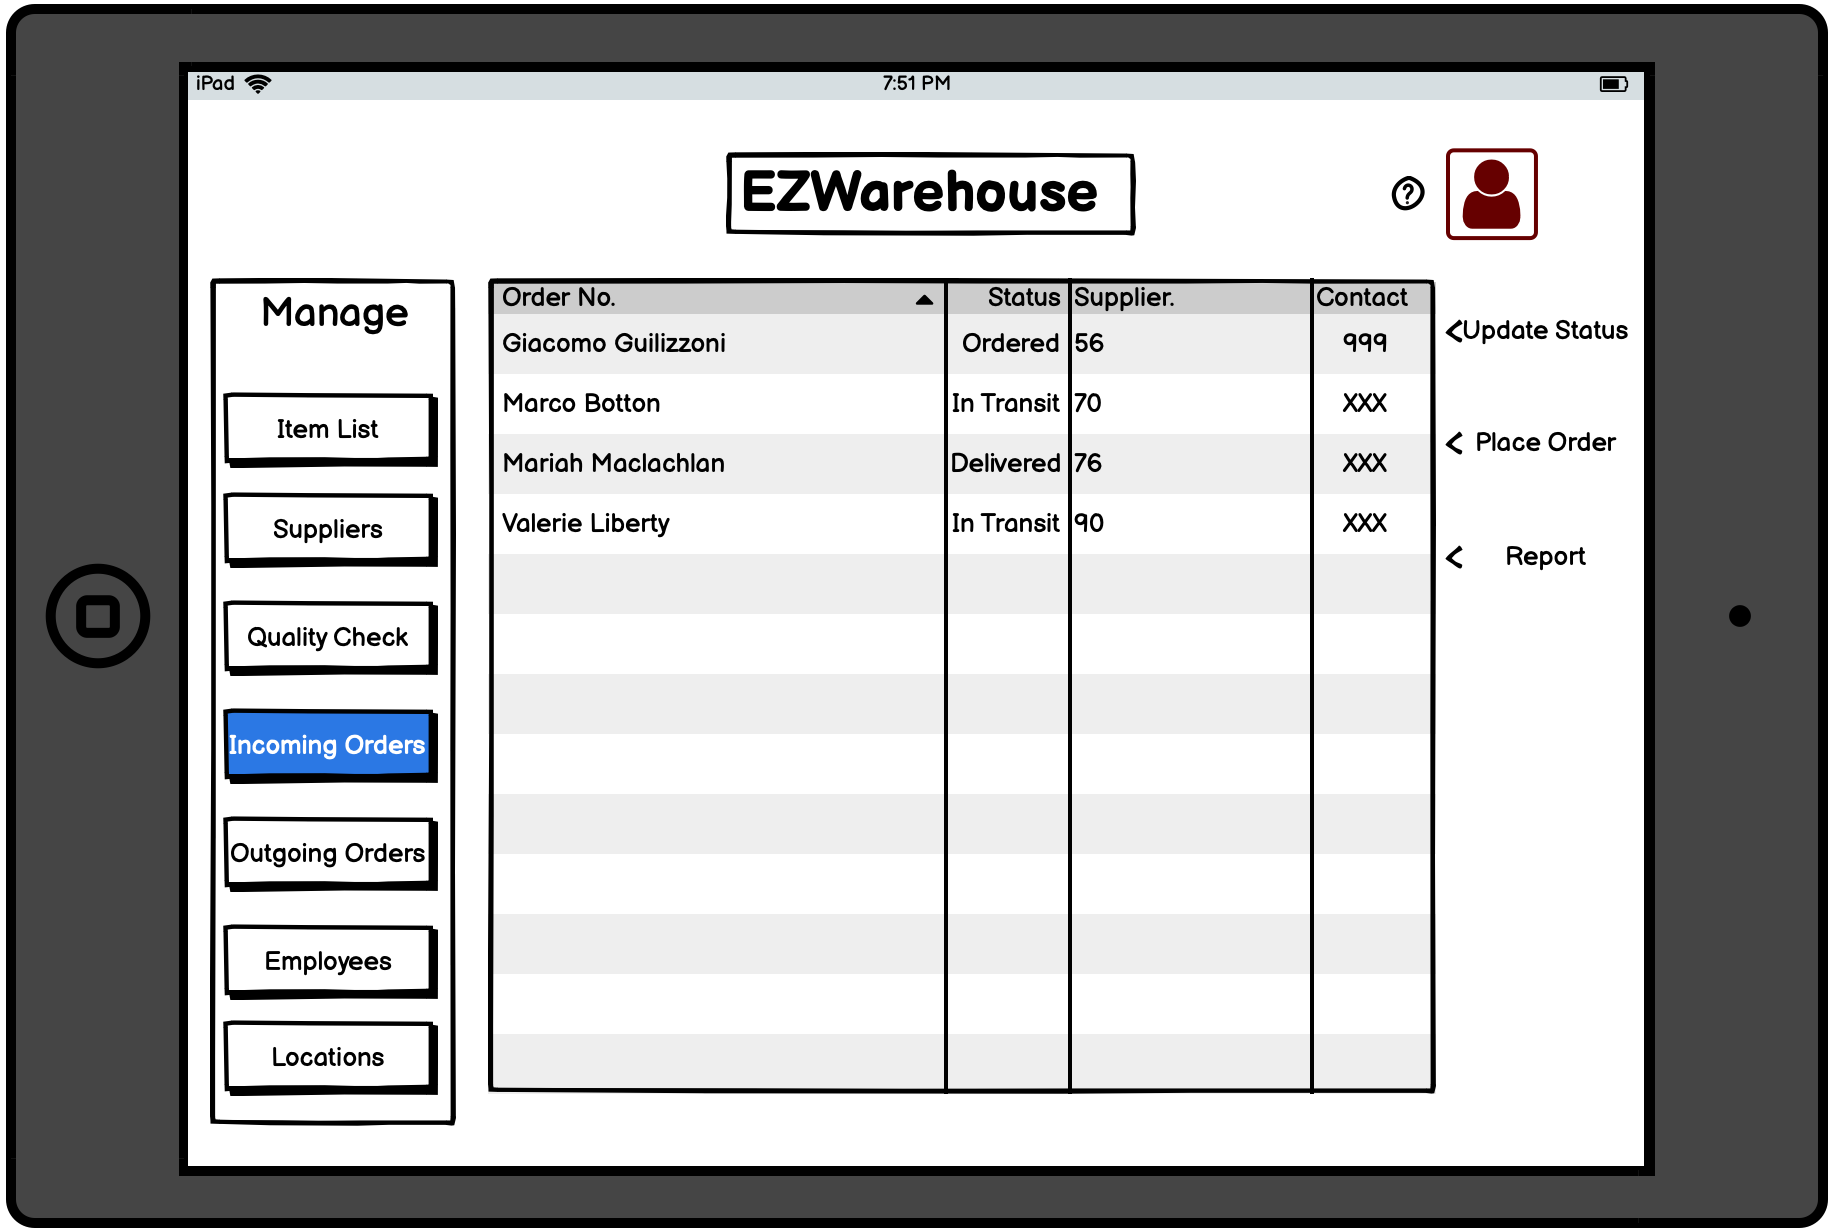 iPad 7:51 PM
EZWarehouse
?
Manage
Item List
Suppliers
Quality Check
Incoming Orders
Outgoing Orders
Employees
Locations
Order No. Status Supplier. Contact
Giacomo Guilizzoni Ordered 56 999
Marco Botton In Transit 70 XXX
Mariah Maclachlan Delivered 76 XXX
Valerie Liberty In Transit 90 XXX
<Update Status
< Place Order
< Report